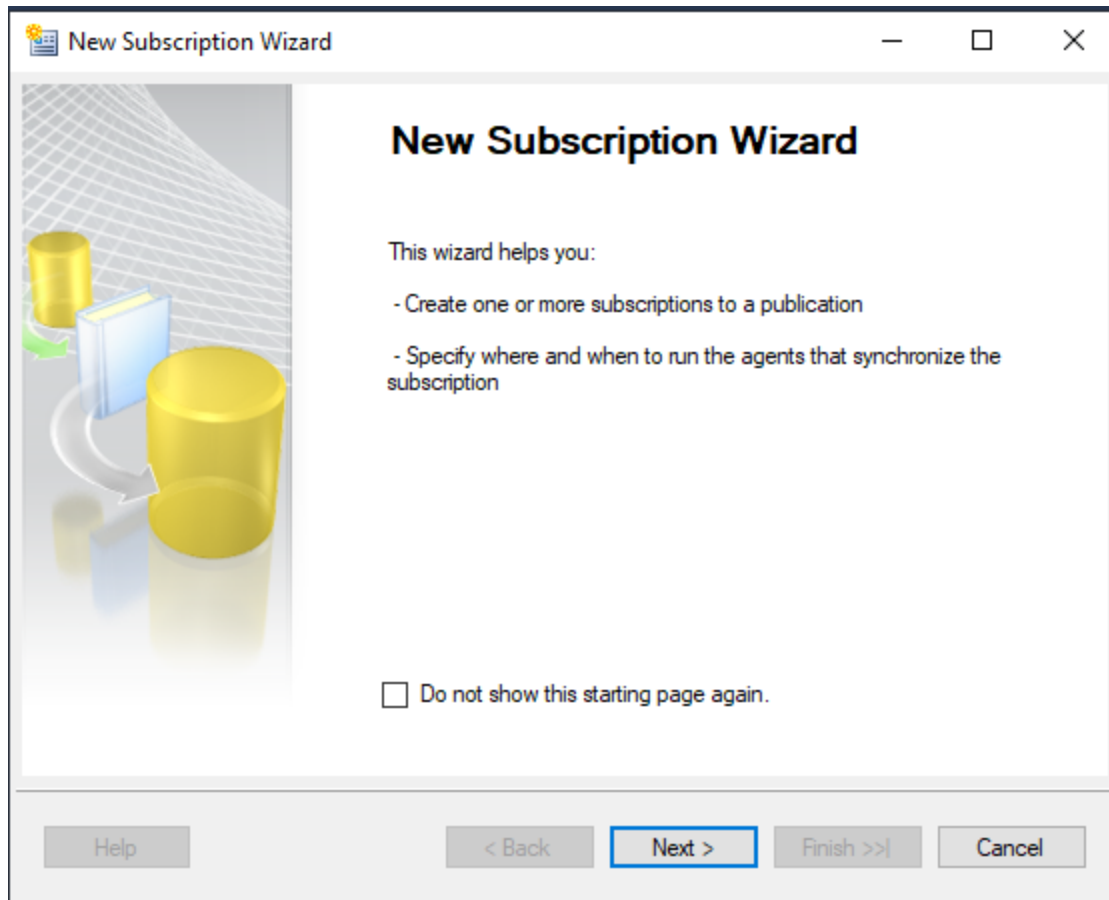 New Subscription Wizard
New Subscription Wizard
This wizard helps you:
- Create one or more subscriptions to a publication
- Specify where and when to run the agents that synchronize the
subscription
Do not show this starting page again.
Help
< Back
Next >
Finish >>|
Cancel